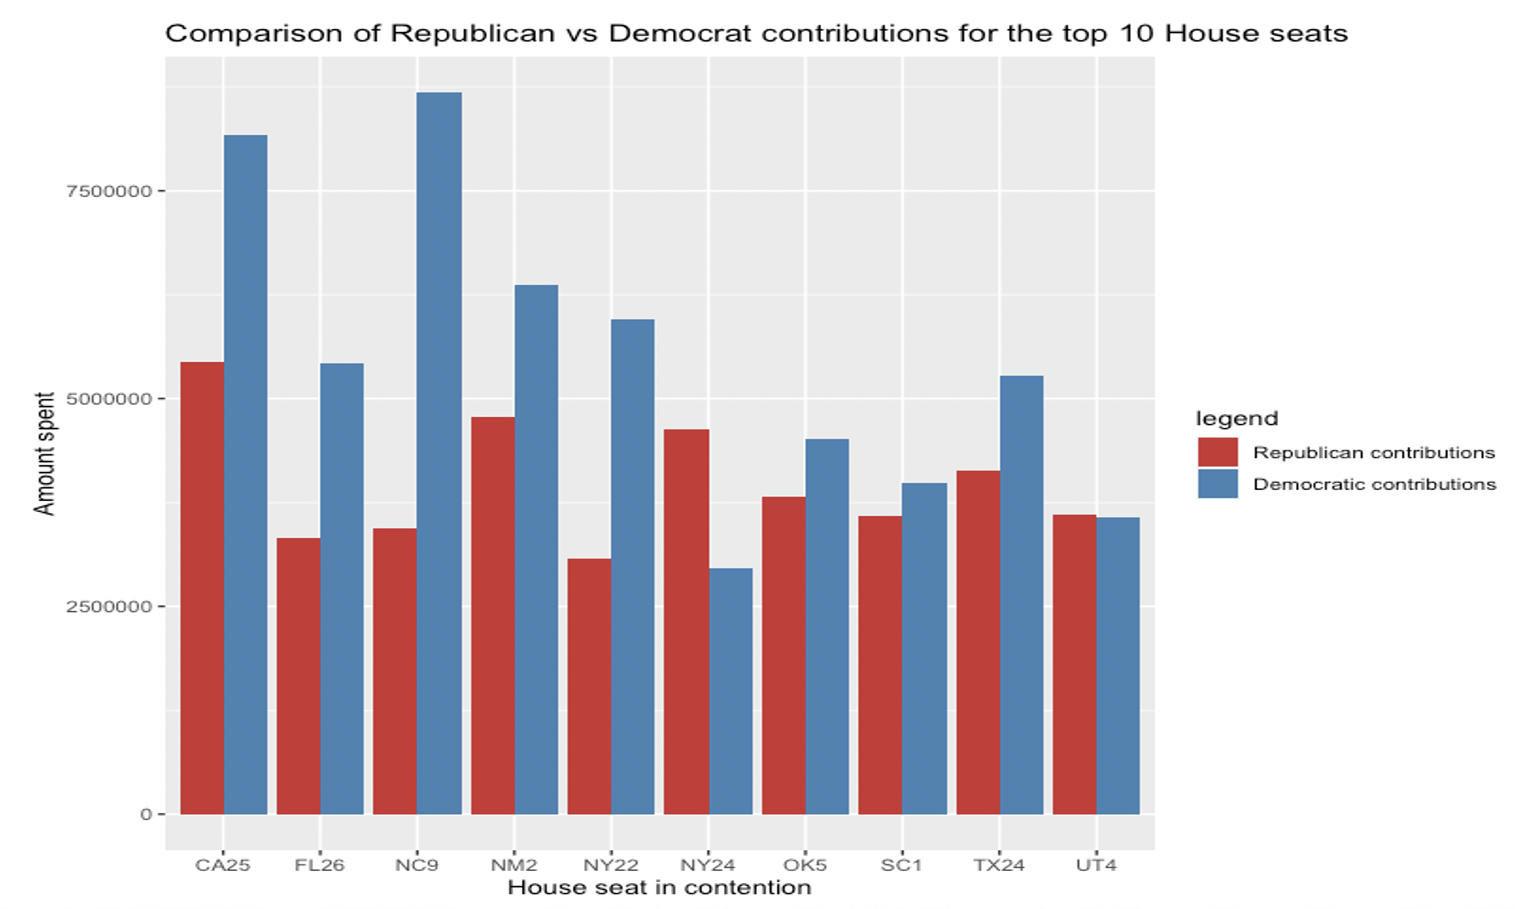 Comparison of Republican vs Democrat contributions for the top 10 House seats
Amount spent
7500000
5000000
2500000
0
CA25 FL26 NC9 NM2 NY22 NY24 OK5 SC1 TX24 UT4
House seat in contention
legend
Republican contributions
Democratic contributions